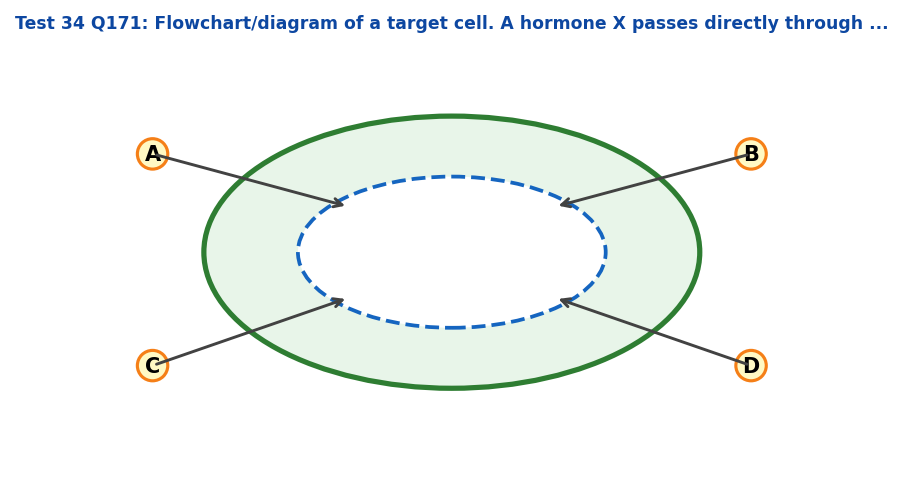 Test 34 Q171: Flowchart/diagram of a target cell. A hormone X passes directly through ...
A
B
C
D